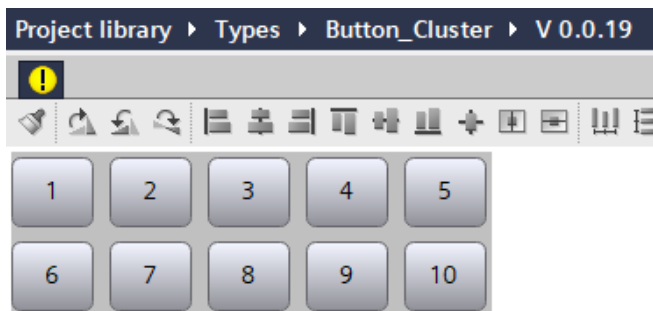 Project library ▸ Types ▸ Button_Cluster ▸ V 0.0.19
!
1 2 3 4 5
6 7 8 9 10